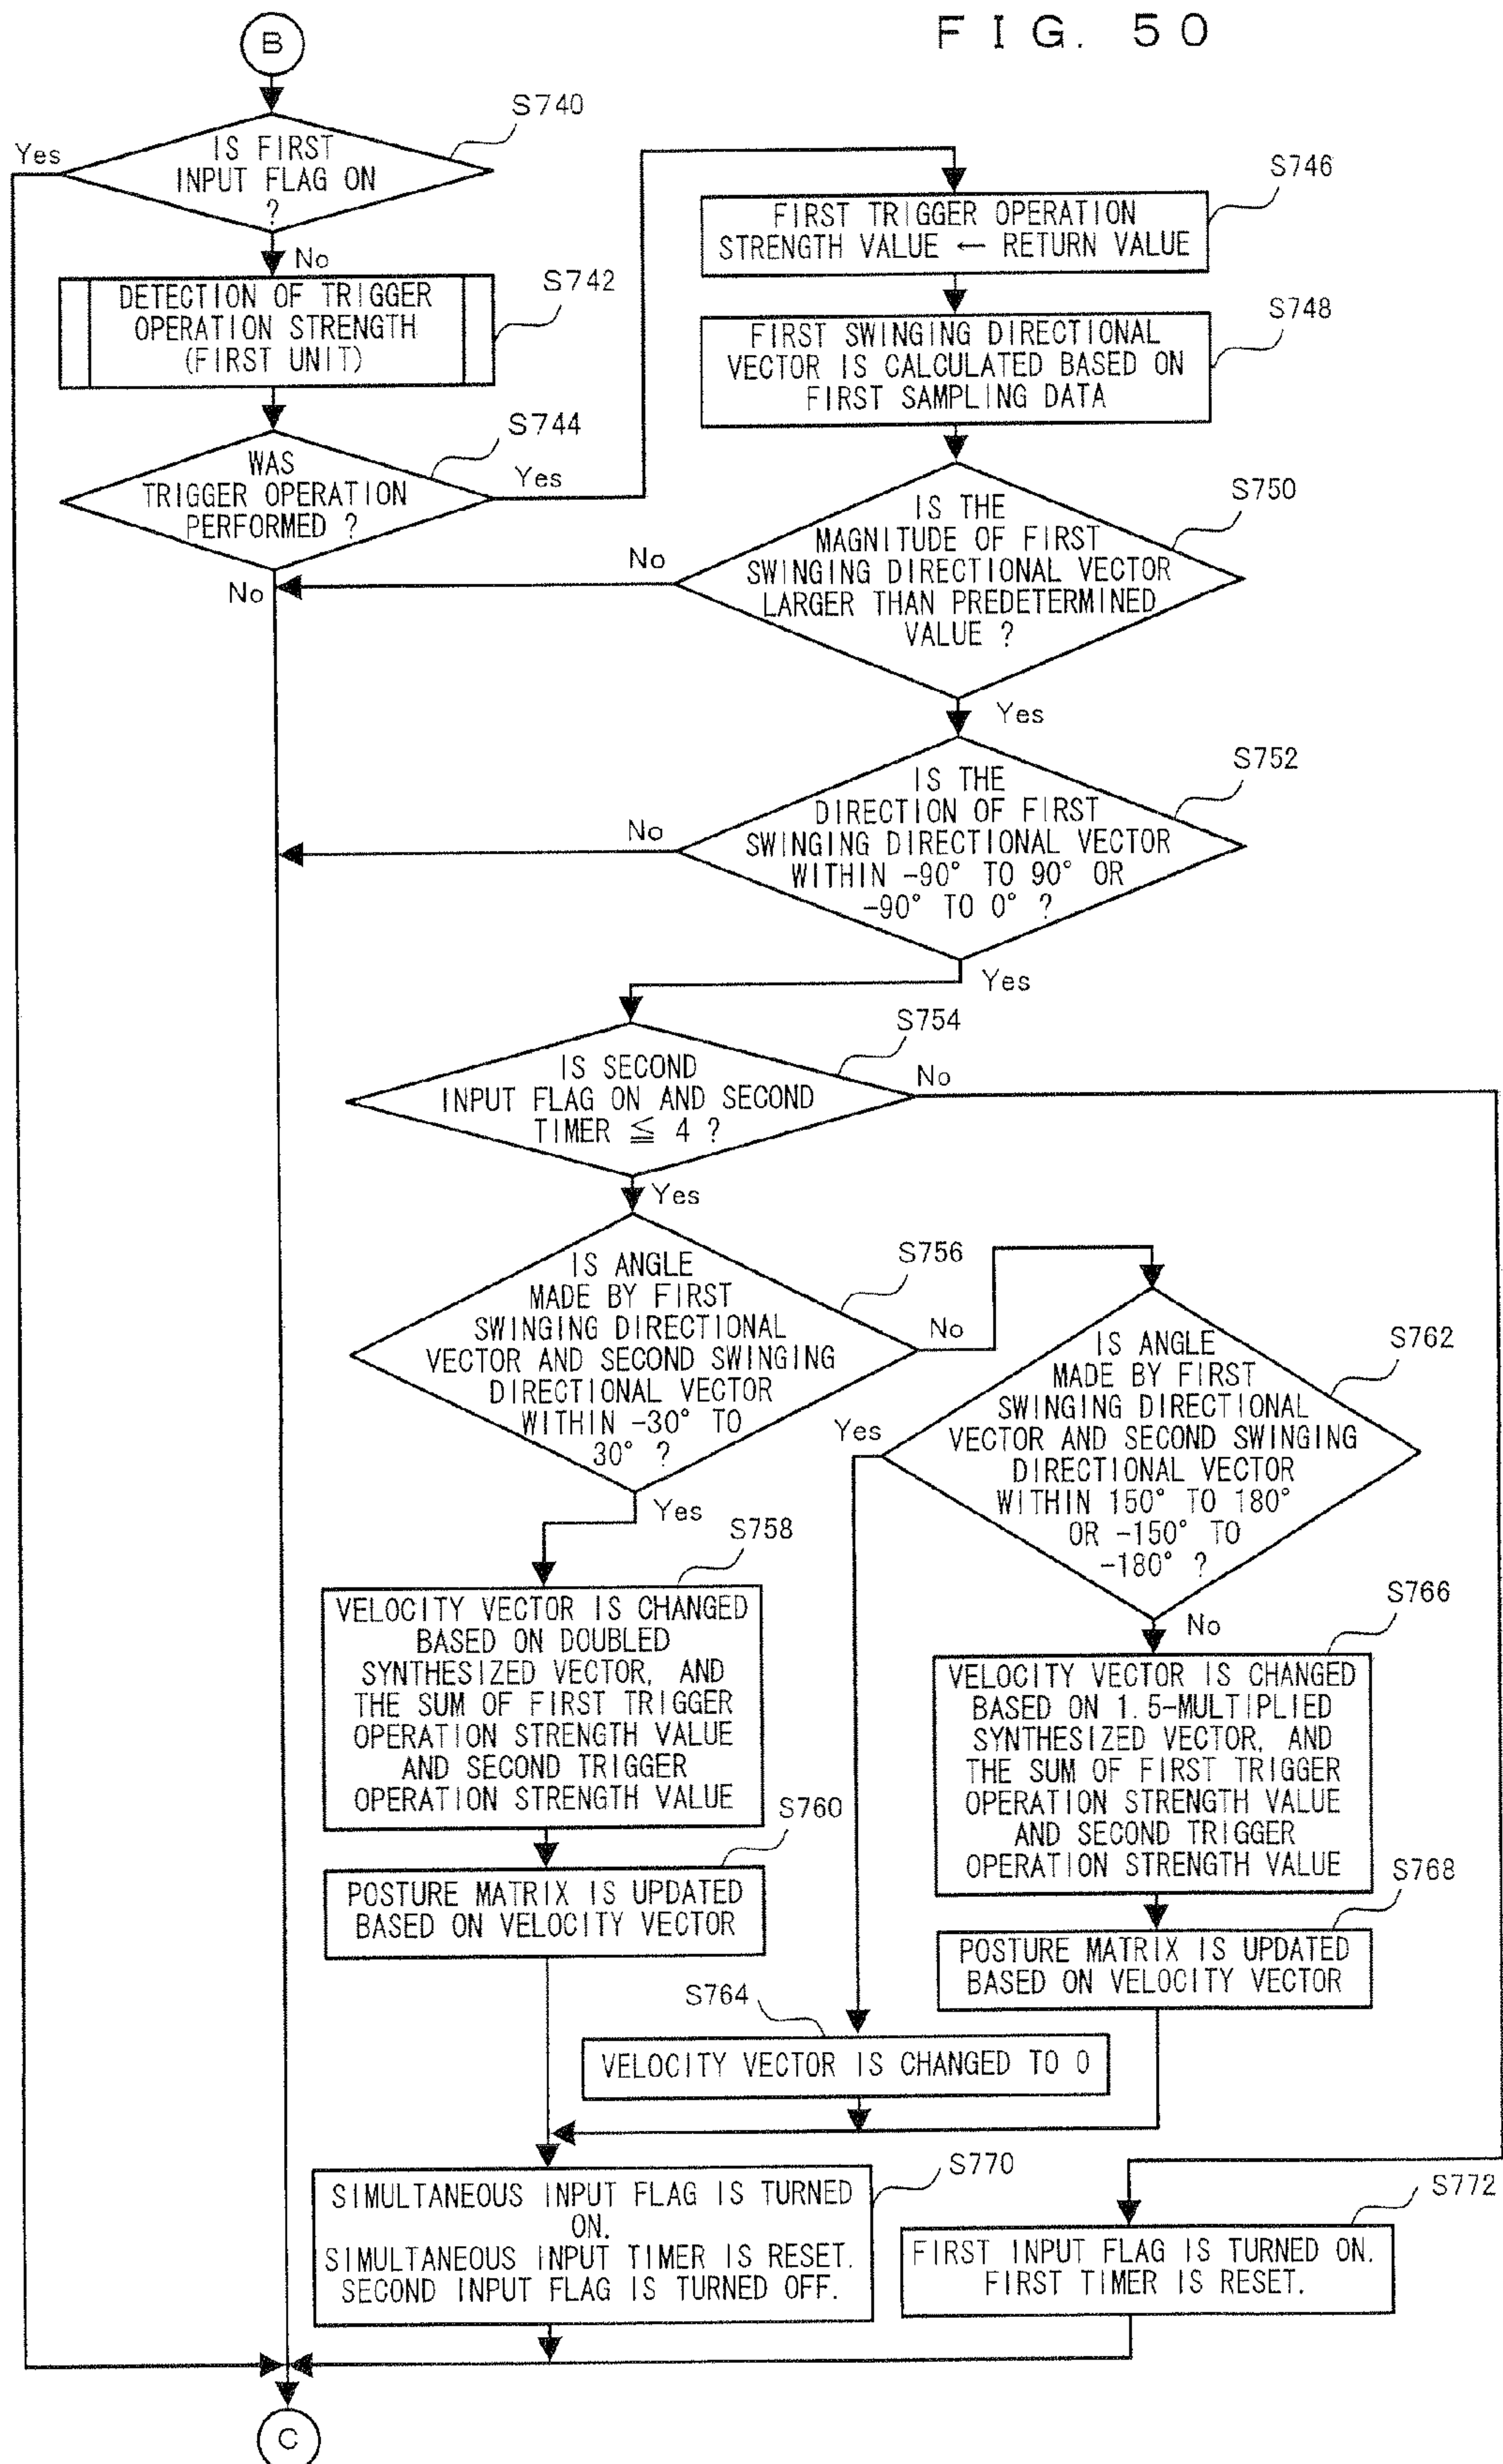 FIG. 50
B
S740
Yes
IS FIRST
INPUT FLAG ON
?
No
S742
DETECTION OF TRIGGER
OPERATION STRENGTH
(FIRST UNIT)
S744
WAS
TRIGGER OPERATION
PERFORMED ?
Yes
No
S746
FIRST TRIGGER OPERATION
STRENGTH VALUE ← RETURN VALUE
S748
FIRST SWINGING DIRECTIONAL
VECTOR IS CALCULATED BASED ON
FIRST SAMPLING DATA
S750
IS THE
MAGNITUDE OF FIRST
SWINGING DIRECTIONAL VECTOR
LARGER THAN PREDETERMINED
VALUE ?
No
Yes
S752
IS THE
DIRECTION OF FIRST
SWINGING DIRECTIONAL VECTOR
WITHIN -90° TO 90° OR
-90° TO 0° ?
No
Yes
S754
IS SECOND
INPUT FLAG ON AND SECOND
TIMER ≦ 4 ?
No
Yes
S756
IS ANGLE
MADE BY FIRST
SWINGING DIRECTIONAL
VECTOR AND SECOND SWINGING
DIRECTIONAL VECTOR
WITHIN -30° TO
30° ?
No
Yes
S762
IS ANGLE
MADE BY FIRST
SWINGING DIRECTIONAL
VECTOR AND SECOND SWINGING
DIRECTIONAL VECTOR
WITHIN 150° TO 180°
OR -150° TO
-180° ?
Yes
No
S758
VELOCITY VECTOR IS CHANGED
BASED ON DOUBLED
SYNTHESIZED VECTOR, AND
THE SUM OF FIRST TRIGGER
OPERATION STRENGTH VALUE
AND SECOND TRIGGER
OPERATION STRENGTH VALUE
S760
POSTURE MATRIX IS UPDATED
BASED ON VELOCITY VECTOR
S766
VELOCITY VECTOR IS CHANGED
BASED ON 1.5-MULTIPLIED
SYNTHESIZED VECTOR, AND
THE SUM OF FIRST TRIGGER
OPERATION STRENGTH VALUE
AND SECOND TRIGGER
OPERATION STRENGTH VALUE
S768
POSTURE MATRIX IS UPDATED
BASED ON VELOCITY VECTOR
S764
VELOCITY VECTOR IS CHANGED TO 0
S770
SIMULTANEOUS INPUT FLAG IS TURNED
ON.
SIMULTANEOUS INPUT TIMER IS RESET.
SECOND INPUT FLAG IS TURNED OFF.
S772
FIRST INPUT FLAG IS TURNED ON.
FIRST TIMER IS RESET.
C